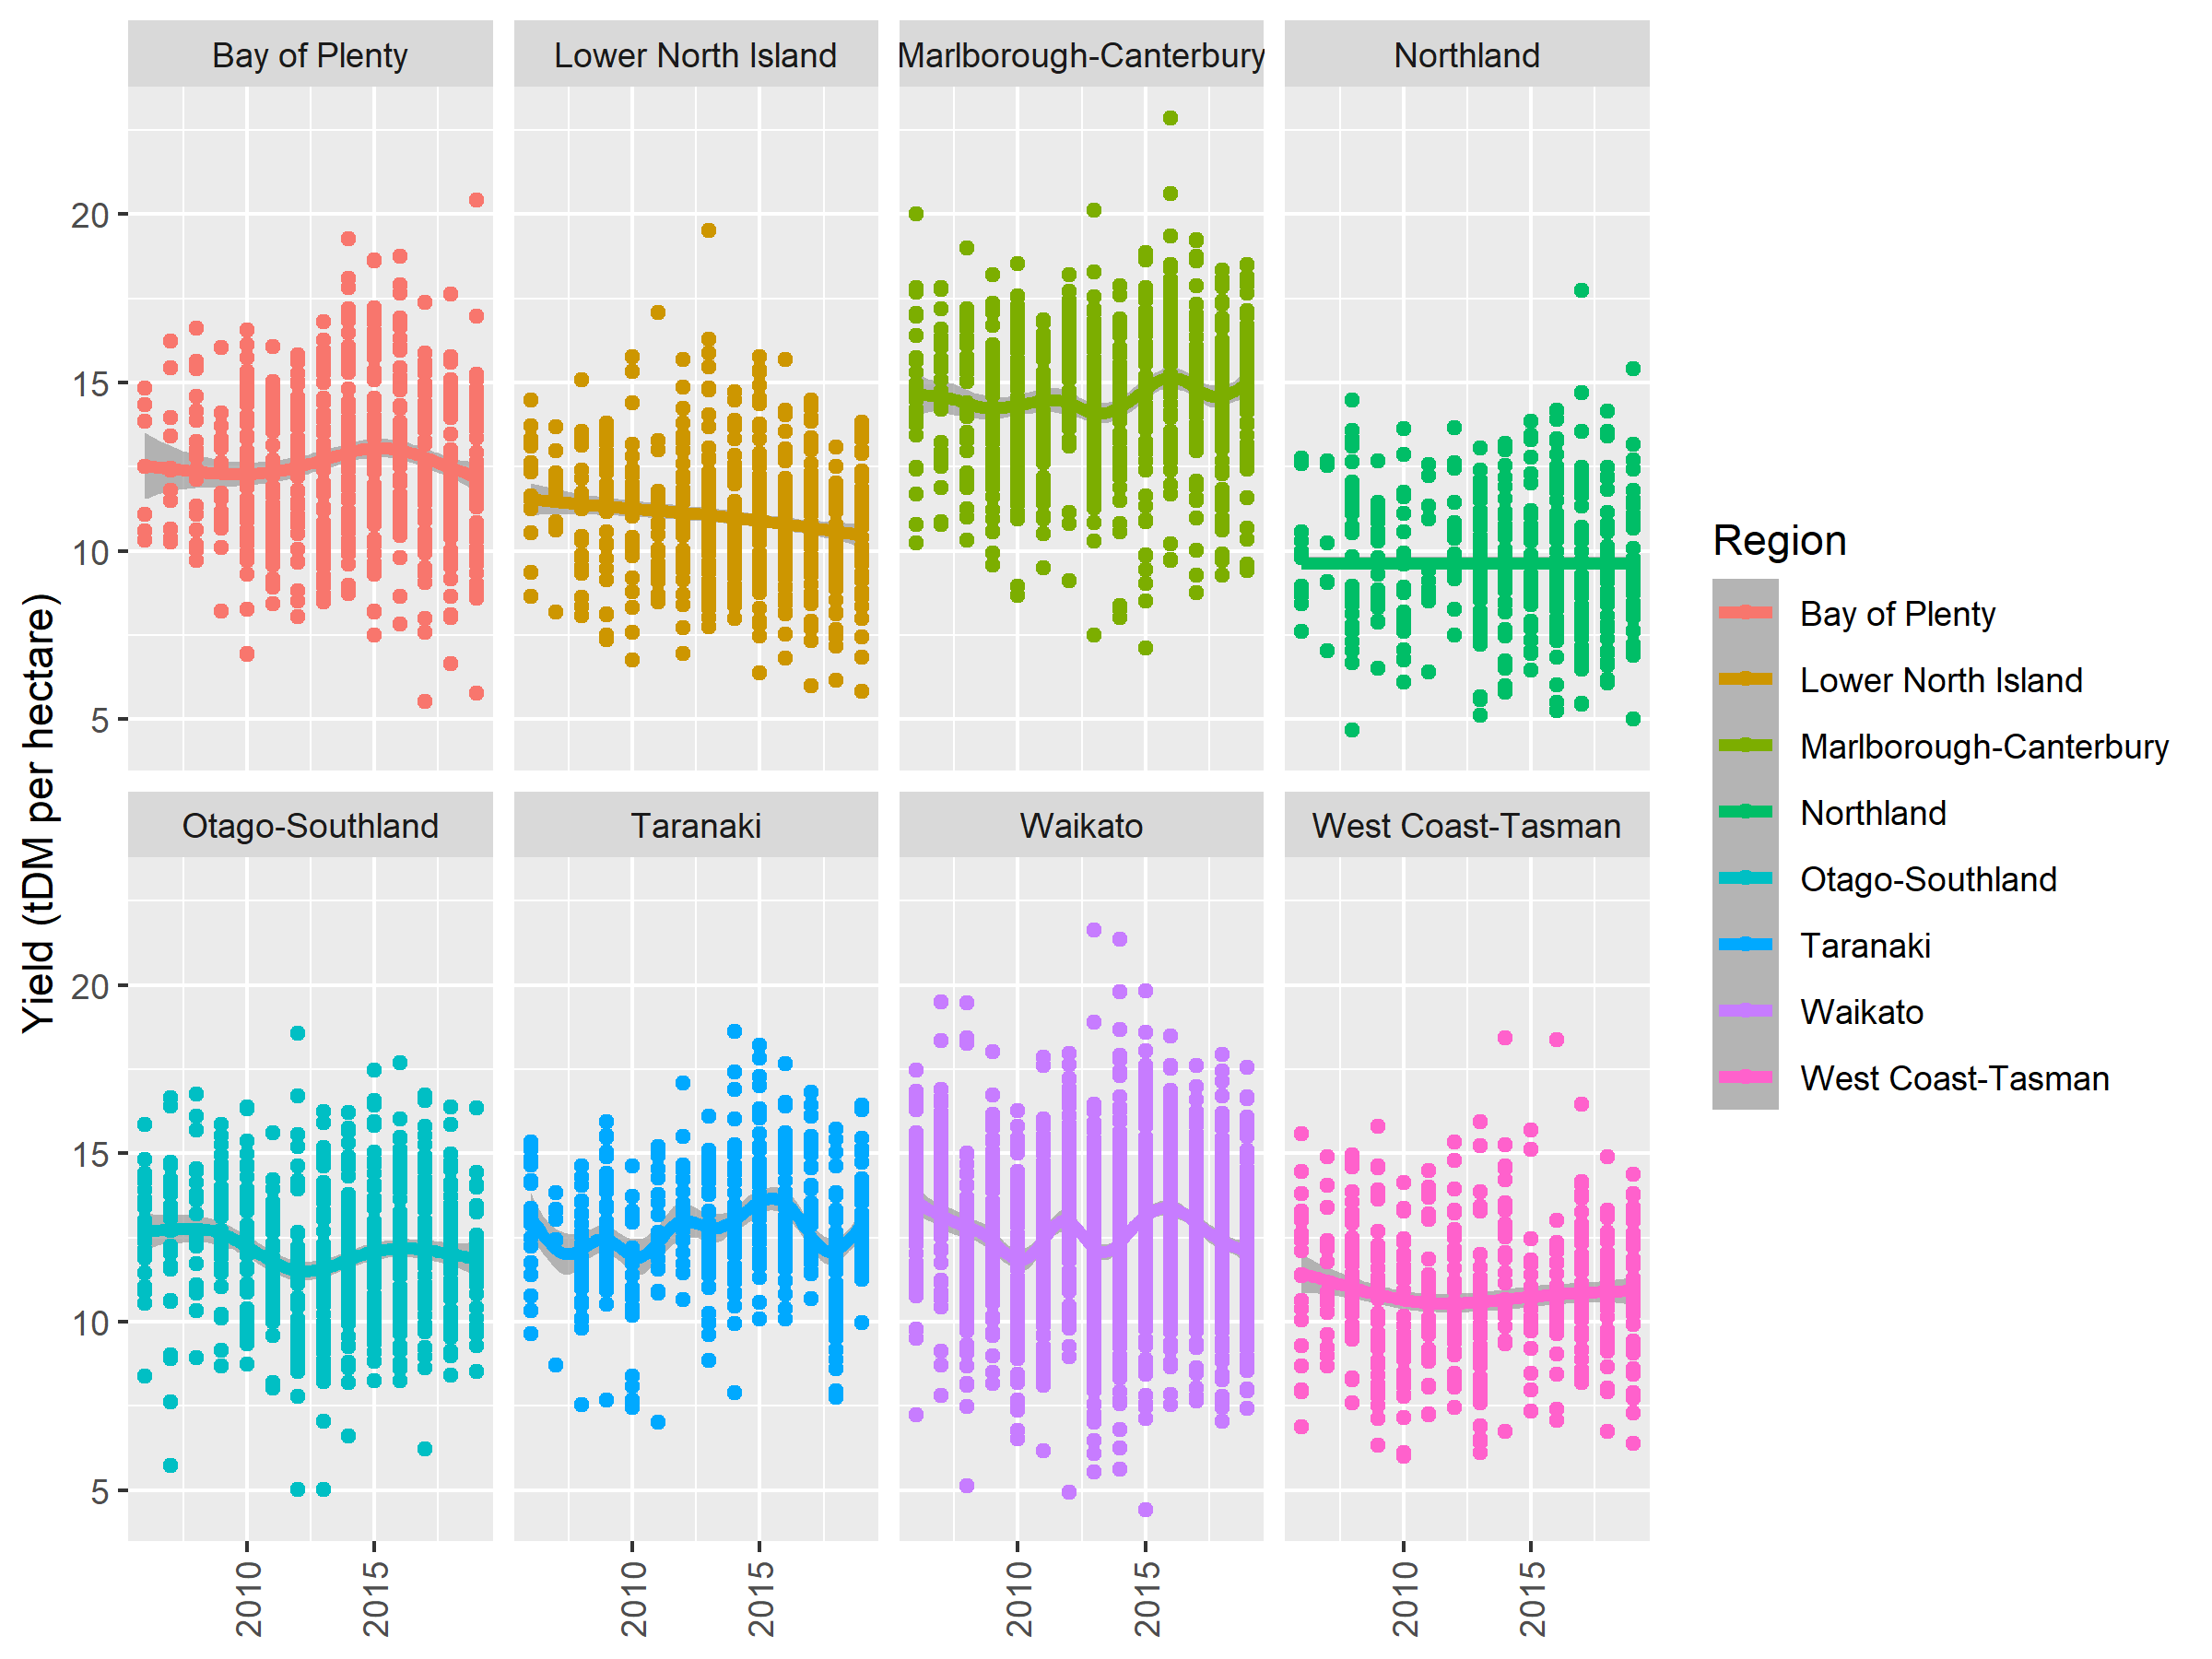 Bay of Plenty
Lower North Island
Marlborough-Canterbury
Northland
20
15
10
5
Otago-Southland
Taranaki
Waikato
West Coast-Tasman
20
15
10
5
2010
2015
2010
2015
2010
2015
2010
2015
Yield (tDM per hectare)
Region
Bay of Plenty
Lower North Island
Marlborough-Canterbury
Northland
Otago-Southland
Taranaki
Waikato
West Coast-Tasman